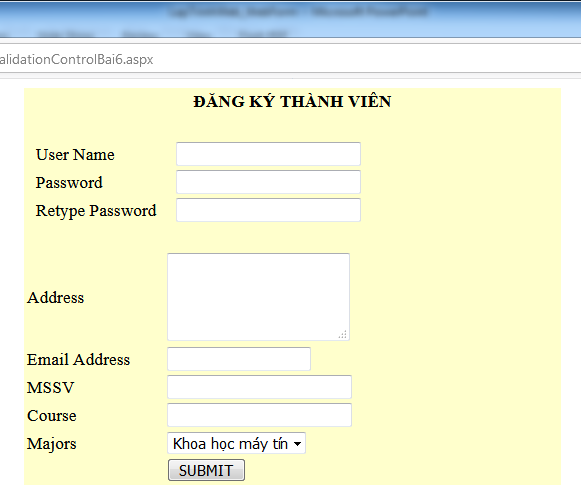 alidationControlBai6.aspx
ĐĂNG KÝ THÀNH VIÊN
User Name
Password
Retype Password
Address
Email Address
MSSV
Course
Majors Khoa học máy tín
SUBMIT